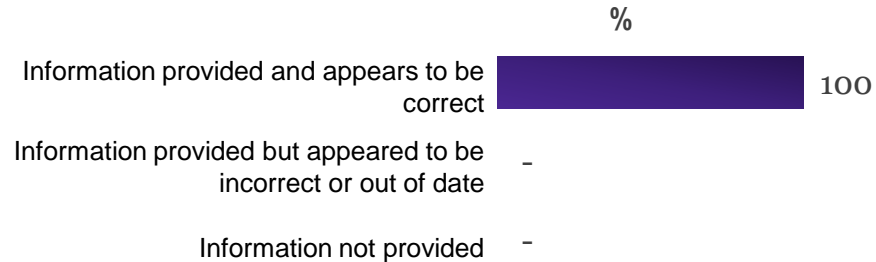 %
Information provided and appears to be
correct
100
Information provided but appeared to be
incorrect or out of date
-
Information not provided
-